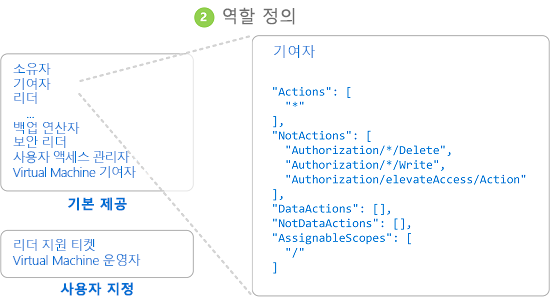 2 역할 정의
소유자
기여자
리더
...
백업 연산자
보안 리더
사용자 액세스 관리자
Virtual Machine 기여자
기본 제공
리더 지원 티켓
Virtual Machine 운영자
사용자 지정
기여자
"Actions": [
"*"
],
"NotActions": [
"Authorization/*/Delete",
"Authorization/*/Write",
"Authorization/elevateAccess/Action"
],
"DataActions": [],
"NotDataActions": [],
"AssignableScopes": [
"/"
]